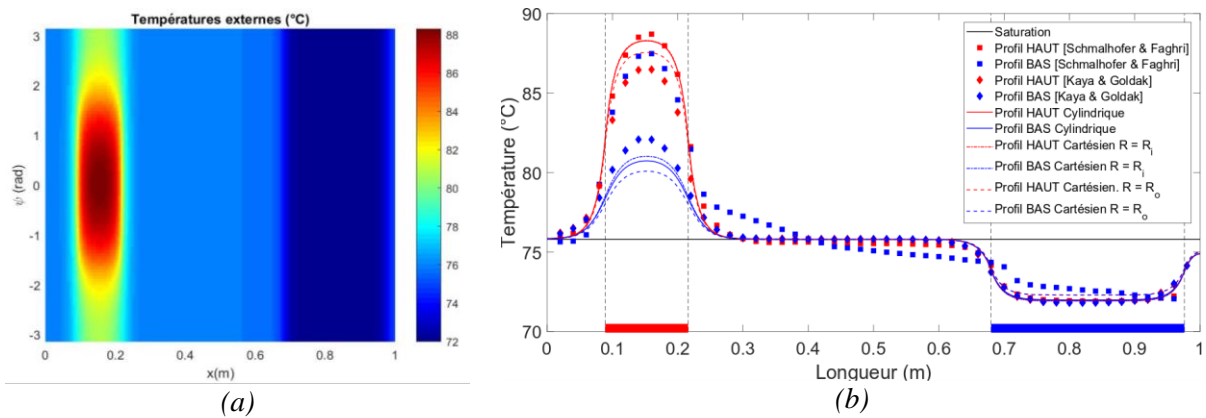 Températures externes (°C)
3
2
1
0
-1
-2
-3
ψ (rad)
0
0.2
0.4
0.6
0.8
1
x(m)
88
86
84
82
80
78
76
74
72
(a)
90
85
80
75
70
Température (°C)
0
0.1
0.2
0.3
0.4
0.5
0.6
0.7
0.8
0.9
1
Longueur (m)
Saturation
Profil HAUT [Schmalhofer & Faghri]
Profil BAS [Schmalhofer & Faghri]
Profil HAUT [Kaya & Goldak]
Profil BAS [Kaya & Goldak]
Profil HAUT Cylindrique
Profil BAS Cylindrique
Profil HAUT Cartésien R = Ri
Profil BAS Cartésien R = Ri
Profil HAUT Cartésien. R = Ro
Profil BAS Cartésien R = Ro
(b)